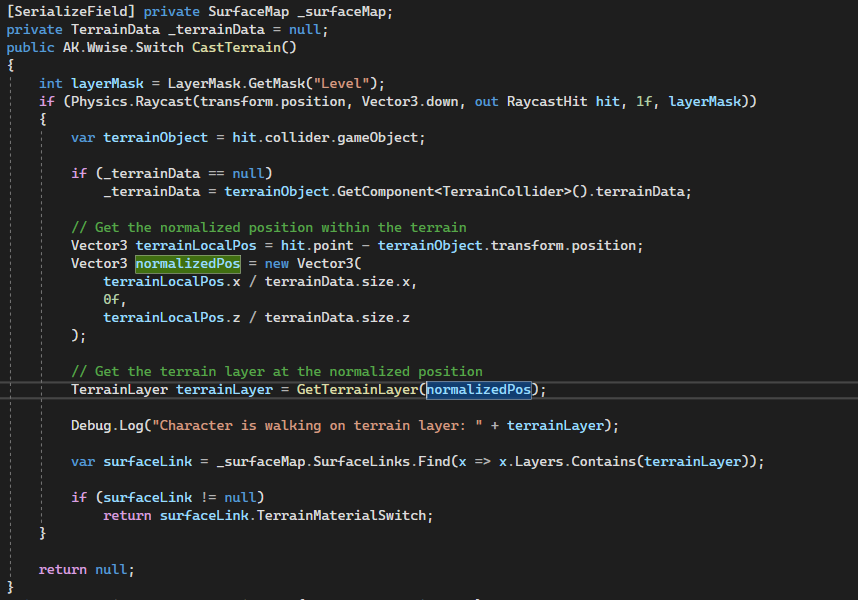 [SerializeField] private SurfaceMap _surfaceMap;
private TerrainData _terrainData = null;
public AK.Wwise.Switch CastTerrain()
{
    int layerMask = LayerMask.GetMask("Level");
    if (Physics.Raycast(transform.position, Vector3.down, out RaycastHit hit, 1f, layerMask))
    {
        var terrainObject = hit.collider.gameObject;

        if (_terrainData == null)
            _terrainData = terrainObject.GetComponent<TerrainCollider>().terrainData;

        // Get the normalized position within the terrain
        Vector3 terrainLocalPos = hit.point - terrainObject.transform.position;
        Vector3 normalizedPos = new Vector3(
            terrainLocalPos.x / terrainData.size.x,
            0f,
            terrainLocalPos.z / terrainData.size.z
        );

        // Get the terrain layer at the normalized position
        TerrainLayer terrainLayer = GetTerrainLayer(normalizedPos);

        Debug.Log("Character is walking on terrain layer: " + terrainLayer);

        var surfaceLink = _surfaceMap.SurfaceLinks.Find(x => x.Layers.Contains(terrainLayer));

        if (surfaceLink != null)
            return surfaceLink.TerrainMaterialSwitch;
    }

    return null;
}